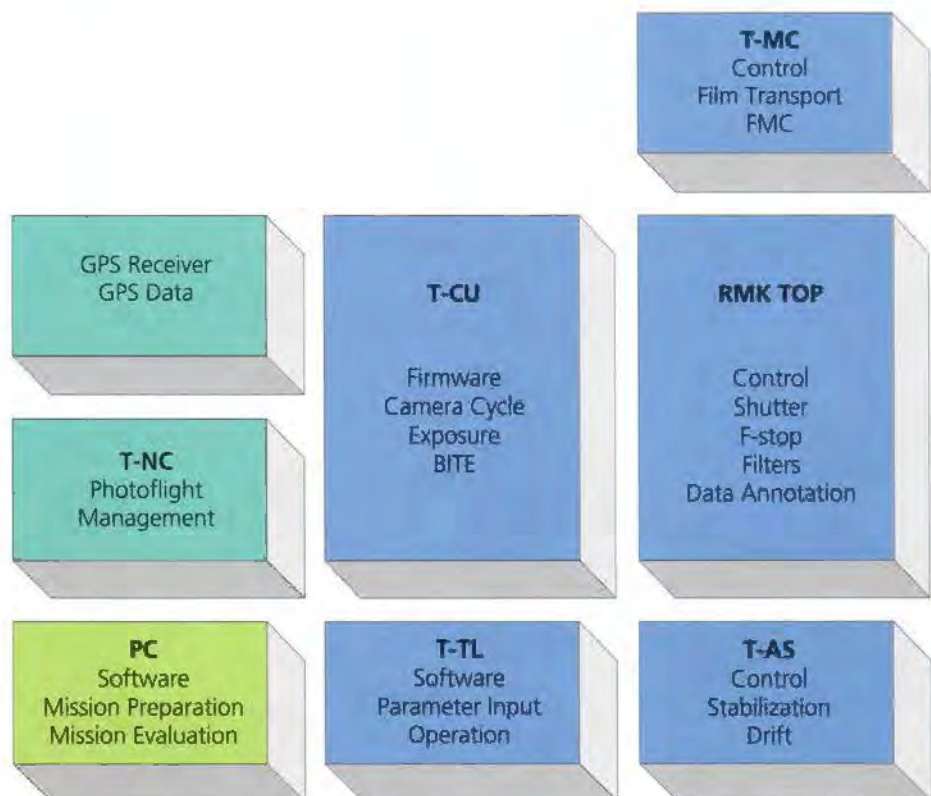 T-MC
Control
Film Transport
FMC
GPS Receiver
GPS Data
T-CU
Firmware
Camera Cycle
Exposure
BITE
RMK TOP
Control
Shutter
F-stop
Filters
Data Annotation
T-NC
Photoflight
Management
PC
Software
Mission Preparation
Mission Evaluation
T-TL
Software
Parameter Input
Operation
T-AS
Control
Stabilization
Drift